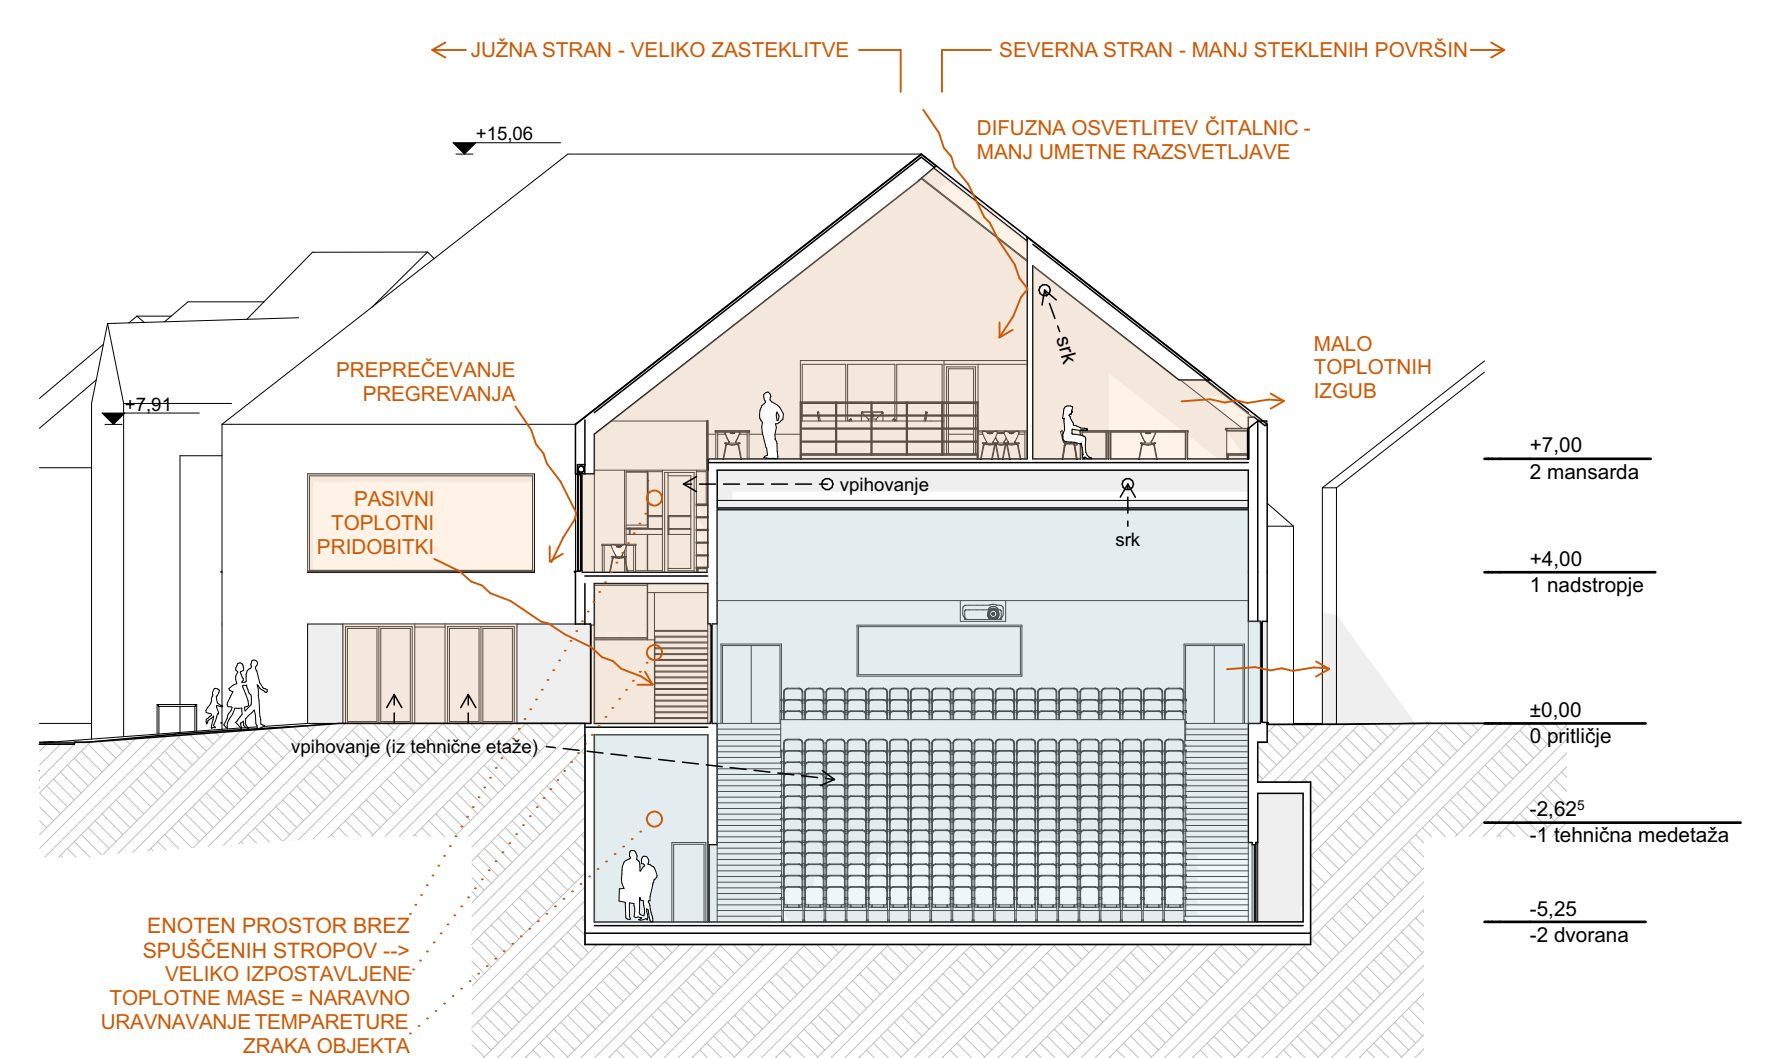 JUŽNA STRAN - VELIKO ZASTEKLITVE
SEVERNA STRAN - MANJ STEKLENIH POVRŠIN
DIFUZNA OSVETLITEV ČITALNIC -
MANJ UMETNE RAZSVETLJAVE
+15,06
+7,91
PREPREČEVANJE
PREGREVANJA
srk
MALO
TOPLOTNIH
IZGUB
PASIVNI
TOPLOTNI
PRIDOBITKI
vpihovanje
srk
+7,00
2 mansarda
+4,00
1 nadstropje
±0,00
0 pritličje
vpihovanje (iz tehnične etaže)
-2,62⁵
-1 tehnična medetaža
-5,25
-2 dvorana
ENOTEN PROSTOR BREZ
SPUŠČENIH STROPOV -->
VELIKO IZPOSTAVLJENE
TOPLOTNE MASE = NARAVNO
URAVNAVANJE TEMPARETURE
ZRAKA OBJEKTA